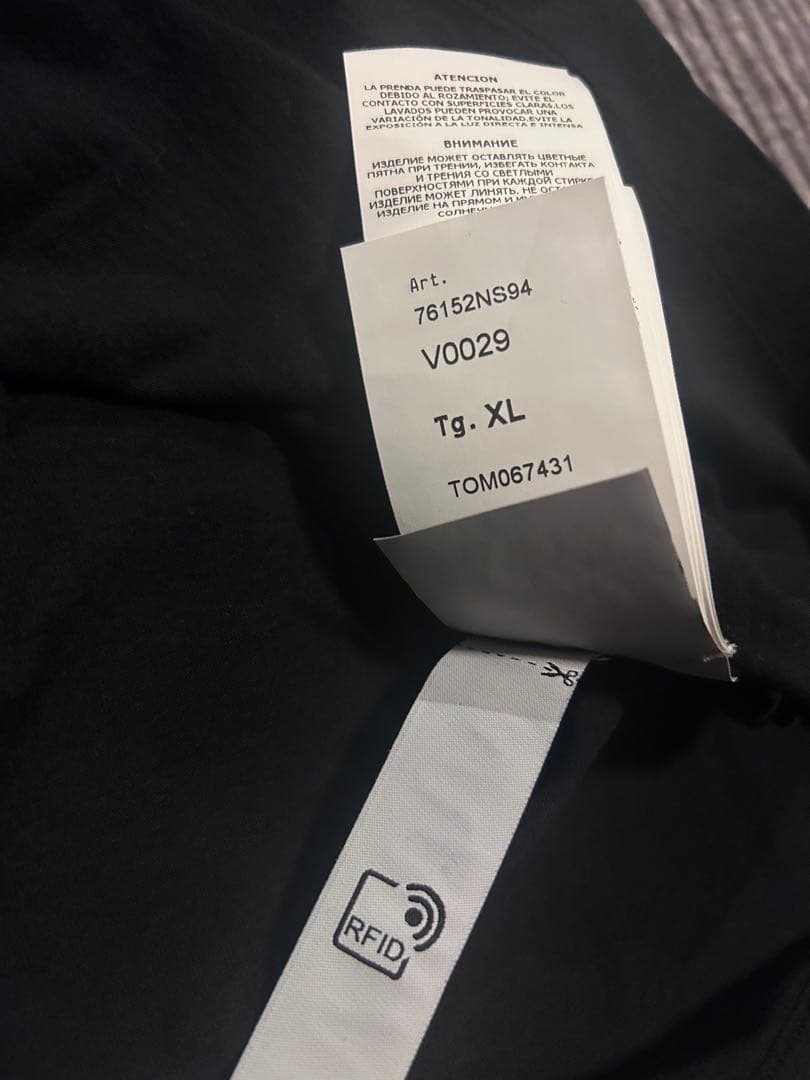 ATENCION
LA PRENDA PUEDE TRASPASAR EL COLOR
DEBIDO AL ROZAMIENTO; EVITE EL
CONTACTO CON SUPERFICIES CLARAS.LOS
LAVADOS PUEDEN PROVOCAR UNA
VARIACIÓN DE LA TONALIDAD.EVITE LA
EXPOSICIÓN A LA LUZ DIRECTA E INTENSA
ВНИМАНИЕ
ИЗДЕЛИЕ МОЖЕТ ОСТАВЛЯТЬ ЦВЕТНЫЕ
ПЯТНА ПРИ ТРЕНИИ, ИЗБЕГАТЬ КОНТАКТА
И ТРЕНИЯ СО СВЕТЛЫМИ
ПОВЕРХНОСТЯМИ ПРИ КАЖДОЙ СТИРКЕ
ИЗДЕЛИЕ МОЖЕТ ЛИНЯТЬ. НЕ
ИЗДЕЛИЕ НА ПРЯМОМ И
Art.
76152NS94
V0029
Tg. XL
TOM067431
RFID